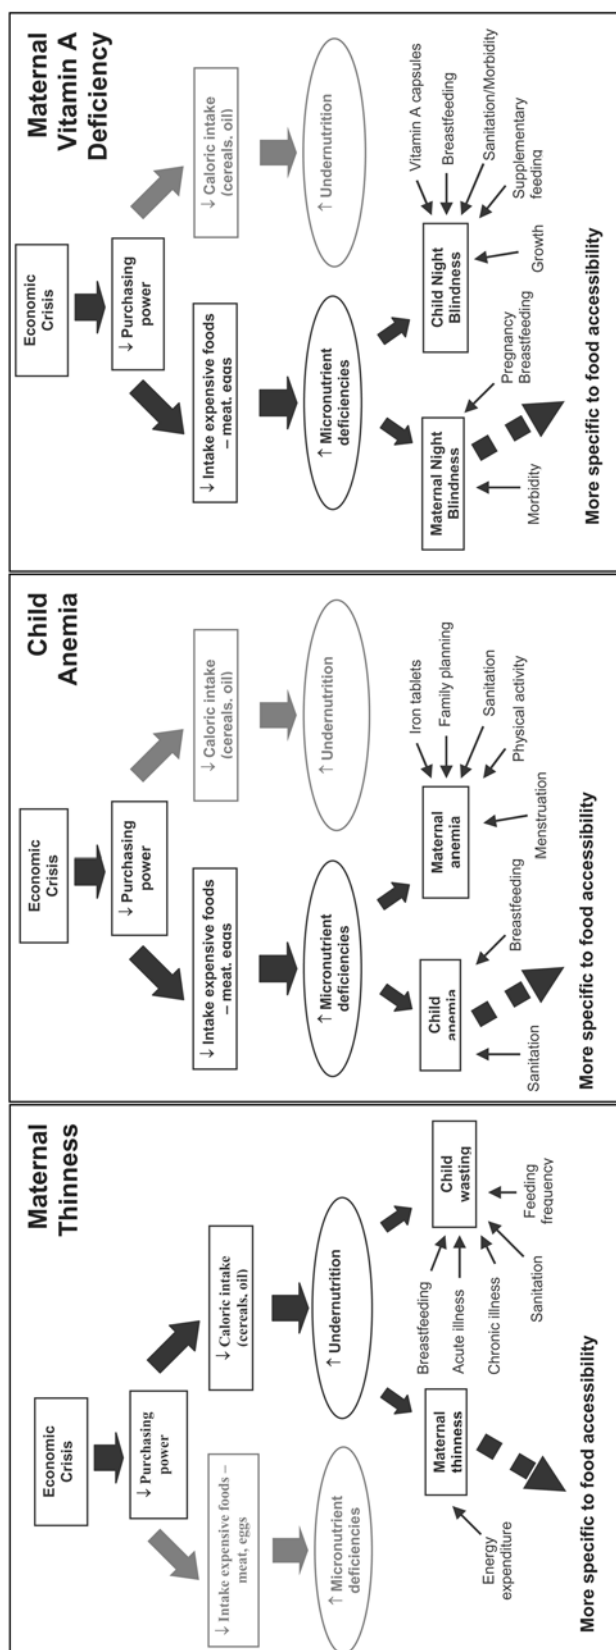 Maternal
Thinness
Economic
Crisis
↓ Purchasing
power
↓ Intake expensive foods –
meat, eggs
↓ Caloric intake
(cereals, oil)
↑ Micronutrient
deficiencies
↑ Undernutrition
Maternal
thinness
Child
wasting
Energy
expenditure
Breastfeeding
Acute illness
Chronic illness
Sanitation
Feeding
frequency
More specific to food accessibility
Child
Anemia
Economic
Crisis
↓ Purchasing
power
↓ Intake expensive foods
– meat, eggs
↓ Caloric intake
(cereals, oil)
↑ Micronutrient
deficiencies
↑ Undernutrition
Child
anemia
Maternal
anemia
Sanitation
Breastfeeding
Iron tablets
Family planning
Sanitation
Physical activity
Menstruation
More specific to food accessibility
Maternal
Vitamin A
Deficiency
Economic
Crisis
↓ Purchasing
power
↓ Intake expensive foods
– meat, eggs
↓ Caloric intake
(cereals, oil)
↑ Micronutrient
deficiencies
↑ Undernutrition
Maternal Night
Blindness
Child Night
Blindness
Morbidity
Pregnancy
Breastfeeding
Vitamin A capsules
Breastfeeding
Sanitation/Morbidity
Supplementary
feeding
Growth
More specific to food accessibility